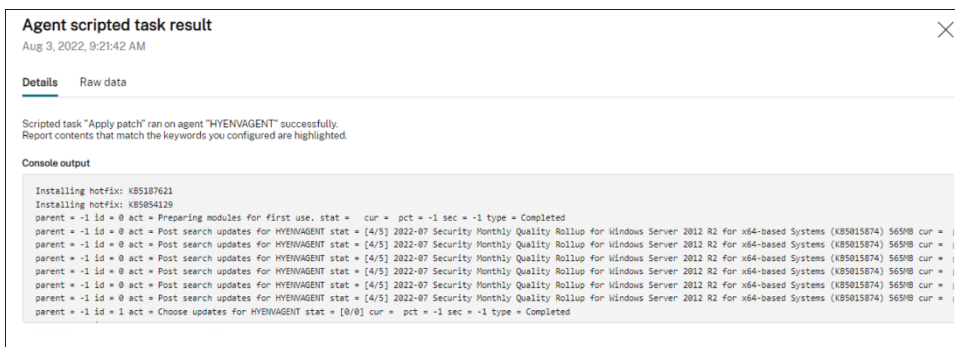 Agent scripted task result
Aug 3, 2022, 9:21:42 AM
Details Raw data
Scripted task "Apply patch" ran on agent "HYENVAGENT" successfully.
Report contents that match the keywords you configured are highlighted.
Console output
Installing hotfix: KB5187621
Installing hotfix: KB5054129
parent = -1 id = 0 act = Preparing modules for first use. stat = cur = pct = -1 sec = -1 type = Completed
parent = -1 id = 0 act = Post search updates for HYENVAGENT stat = [4/5] 2022-07 Security Monthly Quality Rollup for Windows Server 2012 R2 for x64-based Systems (KB5015874) 565MB cur =
parent = -1 id = 0 act = Post search updates for HYENVAGENT stat = [4/5] 2022-07 Security Monthly Quality Rollup for Windows Server 2012 R2 for x64-based Systems (KB5015874) 565MB cur =
parent = -1 id = 0 act = Post search updates for HYENVAGENT stat = [4/5] 2022-07 Security Monthly Quality Rollup for Windows Server 2012 R2 for x64-based Systems (KB5015874) 565MB cur =
parent = -1 id = 0 act = Post search updates for HYENVAGENT stat = [4/5] 2022-07 Security Monthly Quality Rollup for Windows Server 2012 R2 for x64-based Systems (KB5015874) 565MB cur =
parent = -1 id = 0 act = Post search updates for HYENVAGENT stat = [4/5] 2022-07 Security Monthly Quality Rollup for Windows Server 2012 R2 for x64-based Systems (KB5015874) 565MB cur =
parent = -1 id = 0 act = Post search updates for HYENVAGENT stat = [4/5] 2022-07 Security Monthly Quality Rollup for Windows Server 2012 R2 for x64-based Systems (KB5015874) 565MB cur =
parent = -1 id = 1 act = Choose updates for HYENVAGENT stat = [0/0] cur = pct = -1 sec = -1 type = Completed